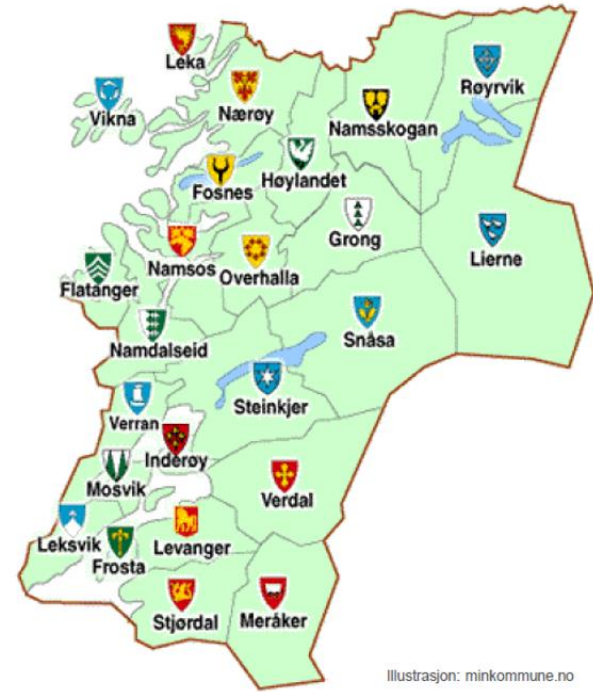 Leka
Røyrvik
Vikna
Nærøy
Namsskogan
Fosnes
Høylandet
Grong
Lierne
Namsos
Overhalla
Flatanger
Snåsa
Namdalseid
Steinkjer
Verran
Inderøy
Mosvik
Verdal
Leksvik
Levanger
Frosta
Stjørdal
Meråker
Illustrasjon: minkommune.no